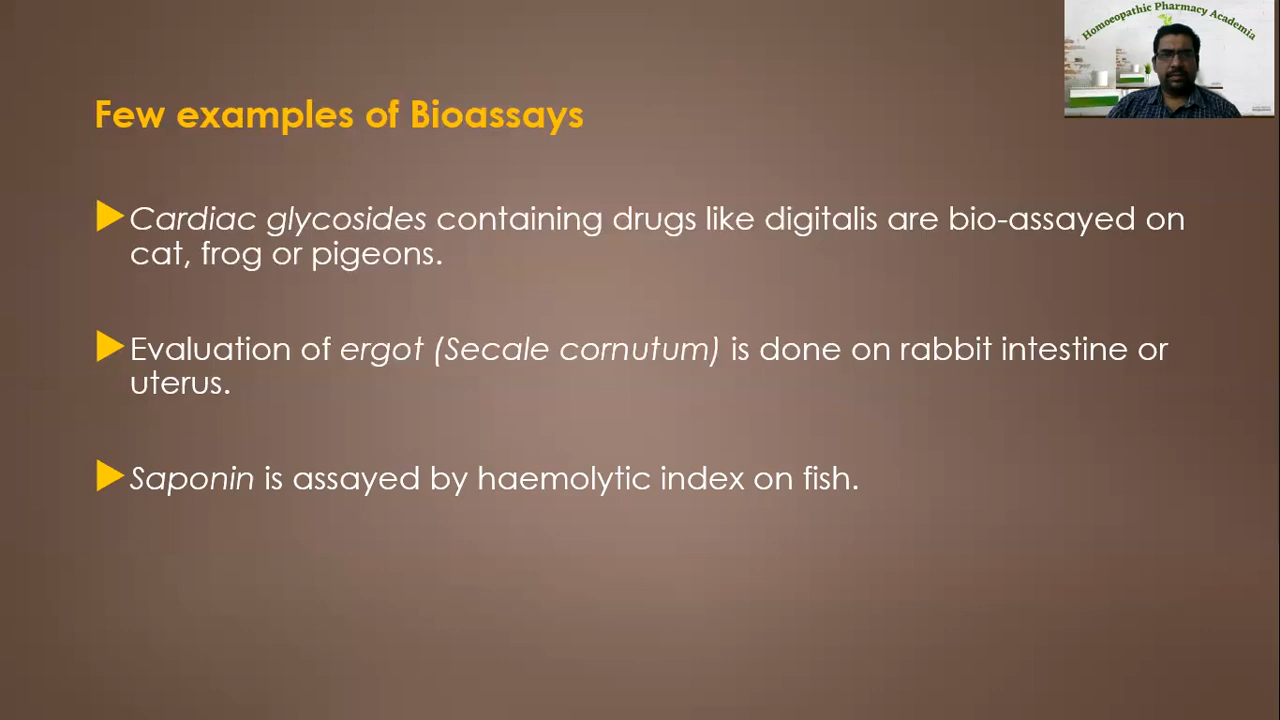 Homoeopathic Pharmacy Academia
Few examples of Bioassays
Cardiac glycosides containing drugs like digitalis are bio-assayed on
cat, frog or pigeons.
Evaluation of ergot (Secale cornutum) is done on rabbit intestine or
uterus.
Saponin is assayed by haemolytic index on fish.